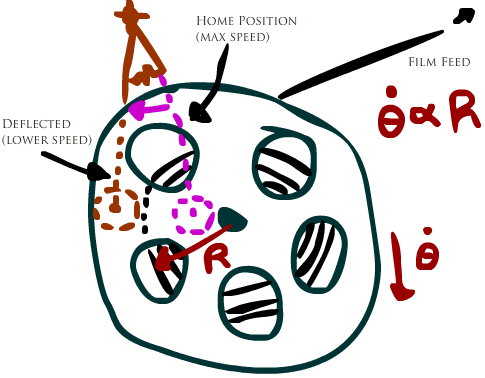 Home Position
(max speed)
Film Feed
θ̇ ∝ R
Deflected
(lower speed)
θ̇
R